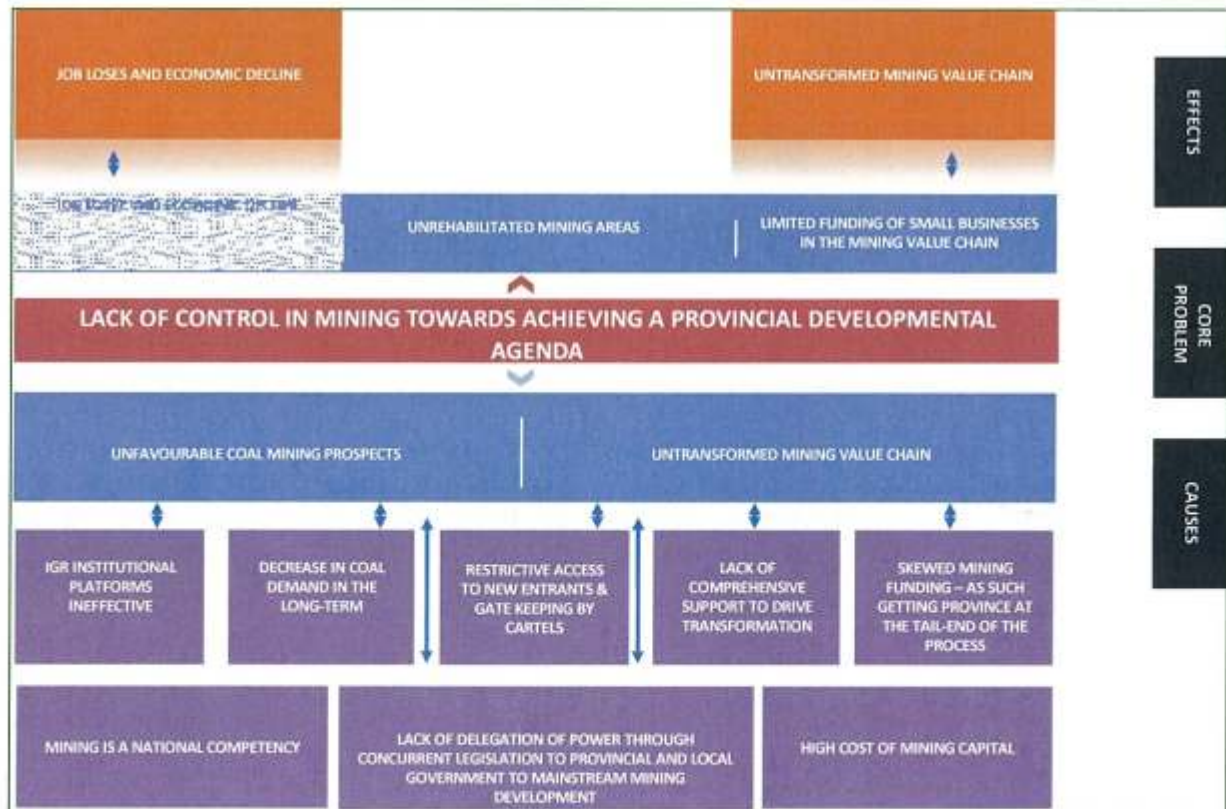 JOB LOSES AND ECONOMIC DECLINE
UNTRANSFORMED MINING VALUE CHAIN
EFFECTS
UNREHABILITATED MINING AREAS
LIMITED FUNDING OF SMALL BUSINESSES
IN THE MINING VALUE CHAIN
LACK OF CONTROL IN MINING TOWARDS ACHIEVING A PROVINCIAL DEVELOPMENTAL
AGENDA
CORE
PROBLEM
UNFAVOURABLE COAL MINING PROSPECTS
UNTRANSFORMED MINING VALUE CHAIN
CAUSES
IGR INSTITUTIONAL
PLATFORMS
INEFFECTIVE
DECREASE IN COAL
DEMAND IN THE
LONG-TERM
RESTRICTIVE ACCESS
TO NEW ENTRANTS &
GATE KEEPING BY
CARTELS
LACK OF
COMPREHENSIVE
SUPPORT TO DRIVE
TRANSFORMATION
SKEWED MINING
FUNDING – AS SUCH
GETTING PROVINCE AT
THE TAIL-END OF THE
PROCESS
MINING IS A NATIONAL COMPETENCY
LACK OF DELEGATION OF POWER THROUGH
CONCURRENT LEGISLATION TO PROVINCIAL AND LOCAL
GOVERNMENT TO MAINSTREAM MINING
DEVELOPMENT
HIGH COST OF MINING CAPITAL